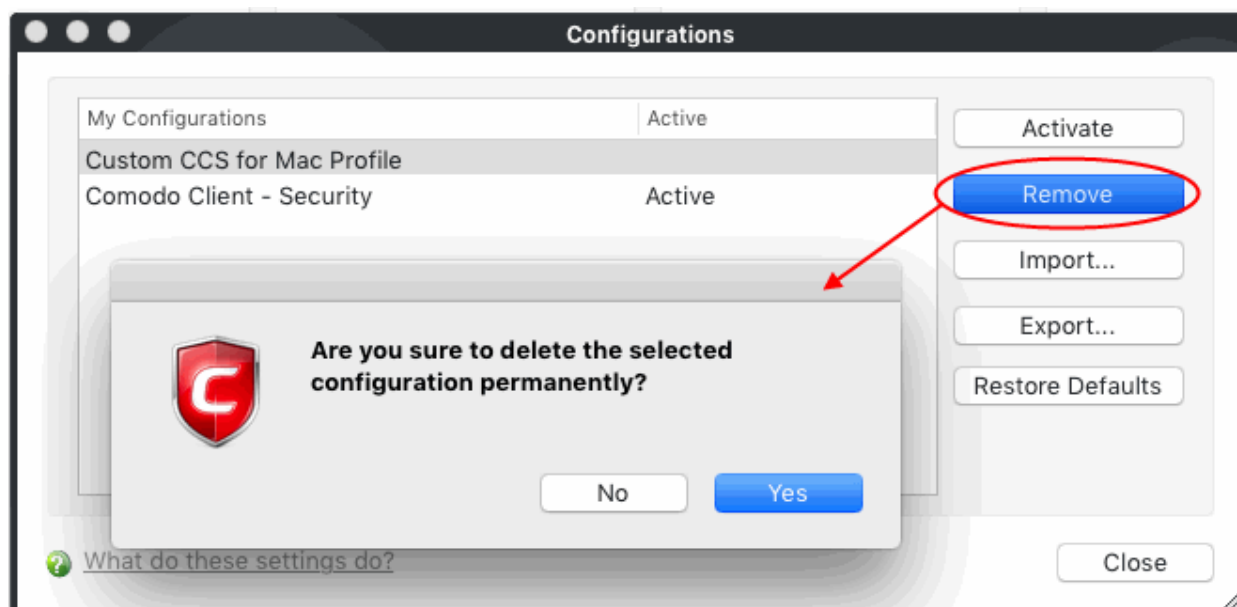 Configurations
My Configurations Active
Activate
Custom CCS for Mac Profile
Comodo Client - Security Active
Remove
Import...
Export...
Restore Defaults
C
Are you sure to delete the selected
configuration permanently?
No Yes
? What do these settings do?
Close